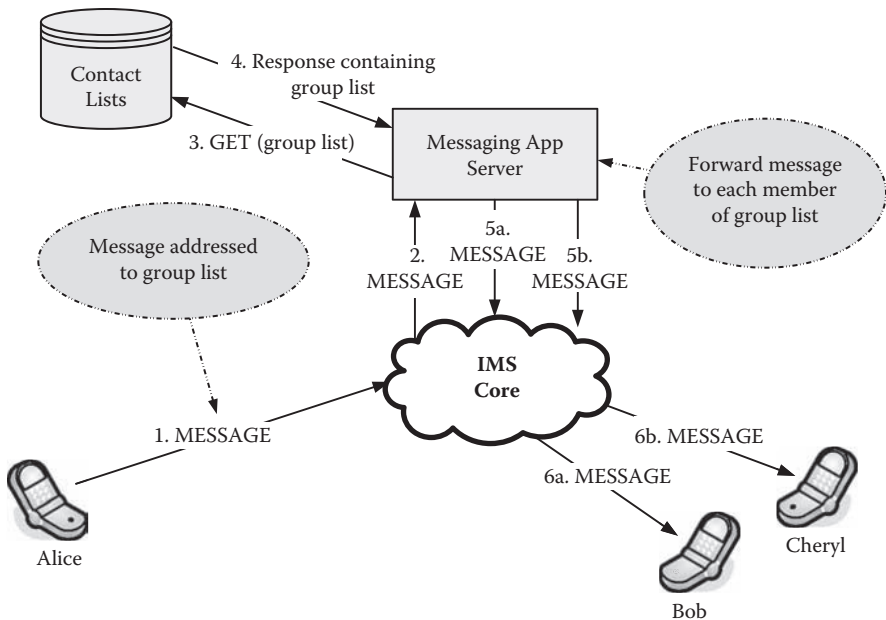 Contact
Lists
4. Response containing
group list
3. GET (group list)
Messaging App
Server
Forward message
to each member
of group list
Message addressed
to group list
2.
MESSAGE
5a.
MESSAGE
5b.
MESSAGE
IMS
Core
1. MESSAGE
6b. MESSAGE
6a. MESSAGE
Alice
Cheryl
Bob